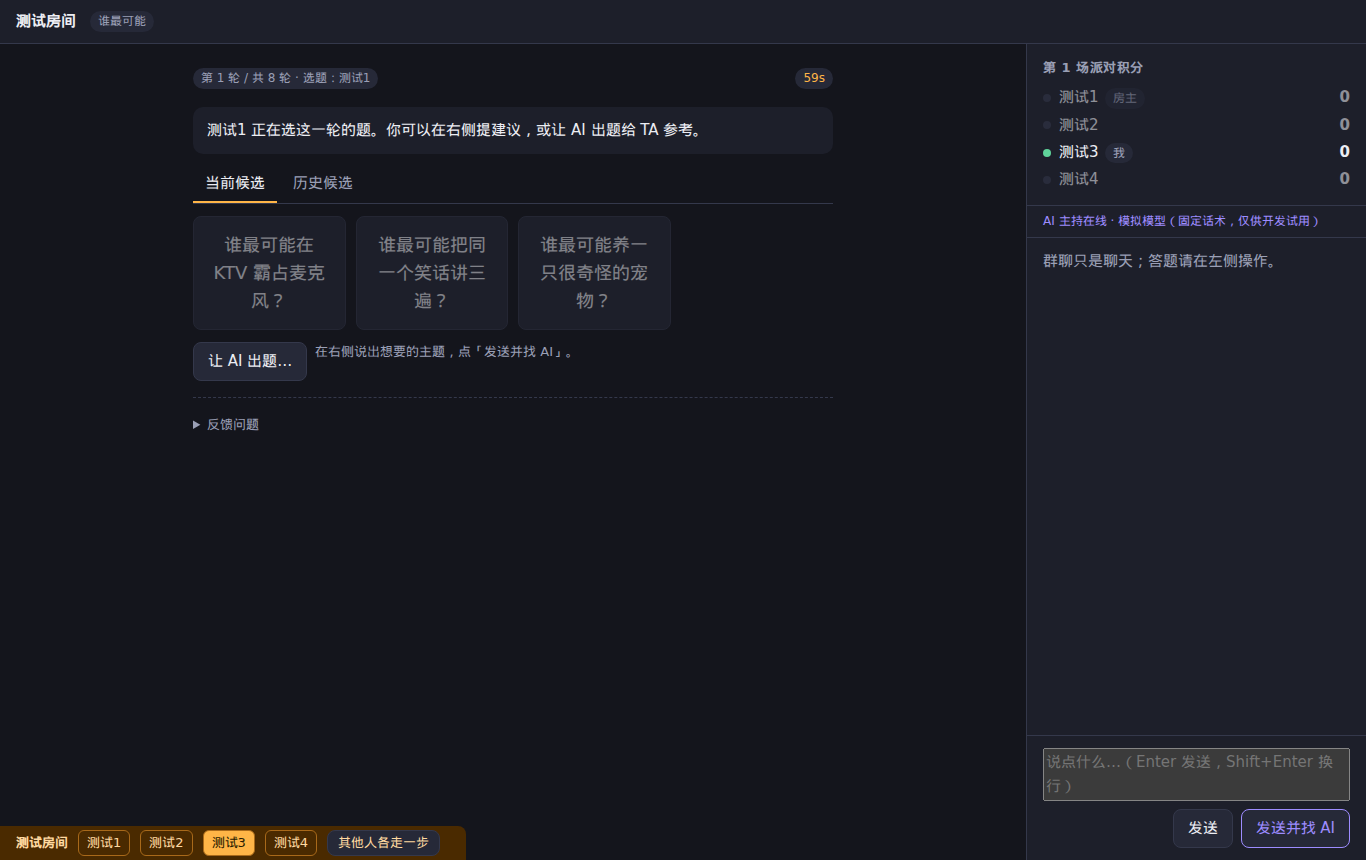 测试房间 谁最可能
第 1 轮 / 共 8 轮 · 选题：测试1 59s
测试1 正在选这一轮的题。你可以在右侧提建议，或让 AI 出题给 TA 参考。
当前候选 历史候选
谁最可能在
KTV 霸占麦克
风？
谁最可能把同
一个笑话讲三
遍？
谁最可能养一
只很奇怪的宠
物？
让 AI 出题… 在右侧说出想要的主题，点「发送并找 AI」。
▶ 反馈问题
第 1 场派对积分
测试1 房主 0
测试2 0
测试3 我 0
测试4 0
AI 主持在线 · 模拟模型（固定话术，仅供开发试用）
群聊只是聊天；答题请在左侧操作。
说点什么…（Enter 发送，Shift+Enter 换
行）
发送 发送并找 AI
测试房间 测试1 测试2 测试3 测试4 其他人各走一步